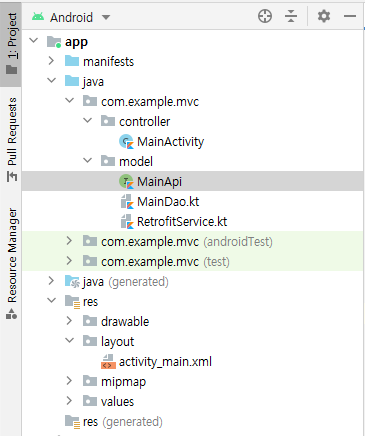 1: Project
Pull Requests
Resource Manager
Android
app
manifests
java
com.example.mvc
controller
MainActivity
model
MainApi
MainDao.kt
RetrofitService.kt
com.example.mvc (androidTest)
com.example.mvc (test)
java (generated)
res
drawable
layout
activity_main.xml
mipmap
values
res (generated)